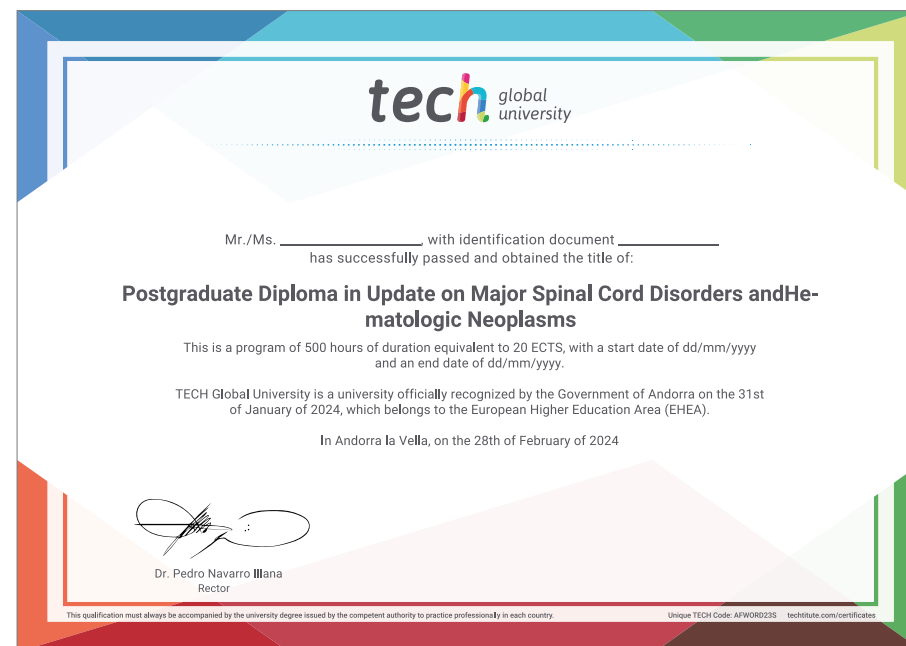 tech global
university
Mr./Ms. ____________, with identification document ____________
has successfully passed and obtained the title of:
Postgraduate Diploma in Update on Major Spinal Cord Disorders andHe-
matologic Neoplasms
This is a program of 500 hours of duration equivalent to 20 ECTS, with a start date of dd/mm/yyyy
and an end date of dd/mm/yyyy.
TECH Global University is a university officially recognized by the Government of Andorra on the 31st
of January of 2024, which belongs to the European Higher Education Area (EHEA).
In Andorra la Vella, on the 28th of February of 2024
Dr. Pedro Navarro Illana
Rector
This qualification must always be accompanied by the university degree issued by the competent authority to practice professionally in each country. Unique TECH Code: AFWORD23S techtitute.com/certificates